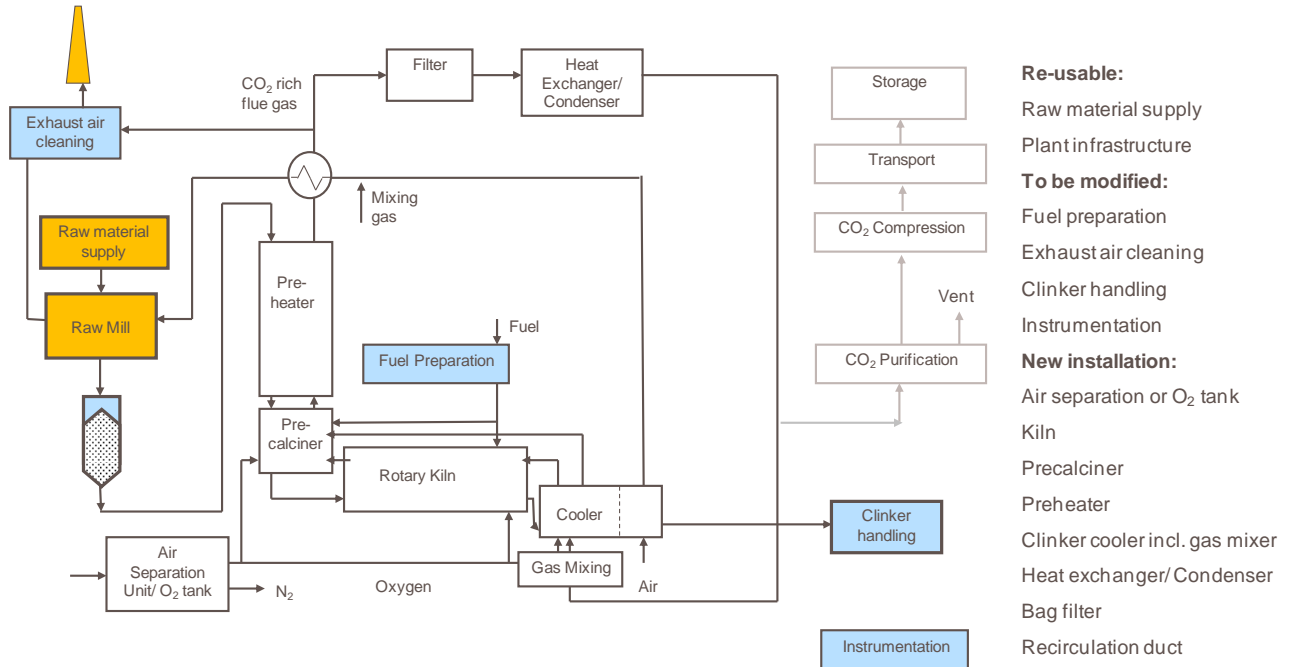 Filter
Heat
Exchanger/
Condenser
CO₂ rich
flue gas
Exhaust air
cleaning
Mixing
gas
Raw material
supply
Pre-
heater
Raw Mill
Fuel
Fuel Preparation
Pre-
calciner
Rotary Kiln
Cooler
Air
Separation
Unit/ O₂ tank
N₂
Oxygen
Gas Mixing
Air
Clinker
handling
Storage
Transport
CO₂ Compression
Vent
CO₂ Purification
Instrumentation
Re-usable:
Raw material supply
Plant infrastructure
To be modified:
Fuel preparation
Exhaust air cleaning
Clinker handling
Instrumentation
New installation:
Air separation or O₂ tank
Kiln
Precalciner
Preheater
Clinker cooler incl. gas mixer
Heat exchanger/ Condenser
Bag filter
Recirculation duct